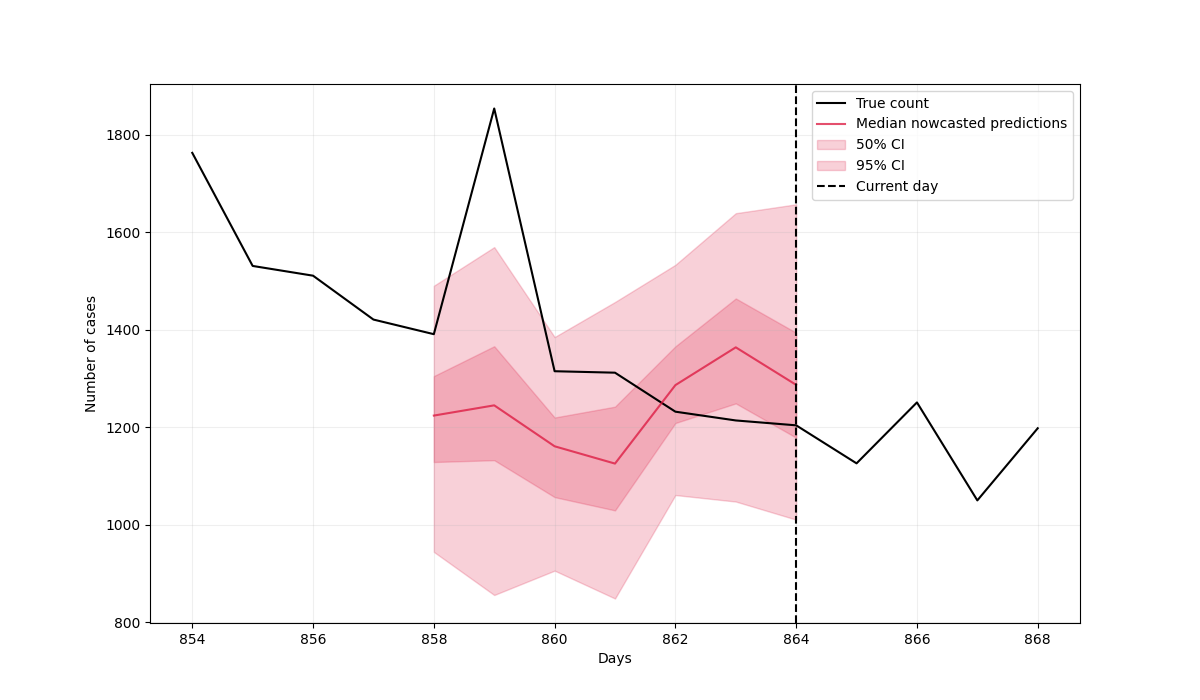 True count
Median nowcasted predictions
50% CI
95% CI
Current day
Number of cases
1800
1600
1400
1200
1000
800
854 856 858 860 862 864 866 868
Days